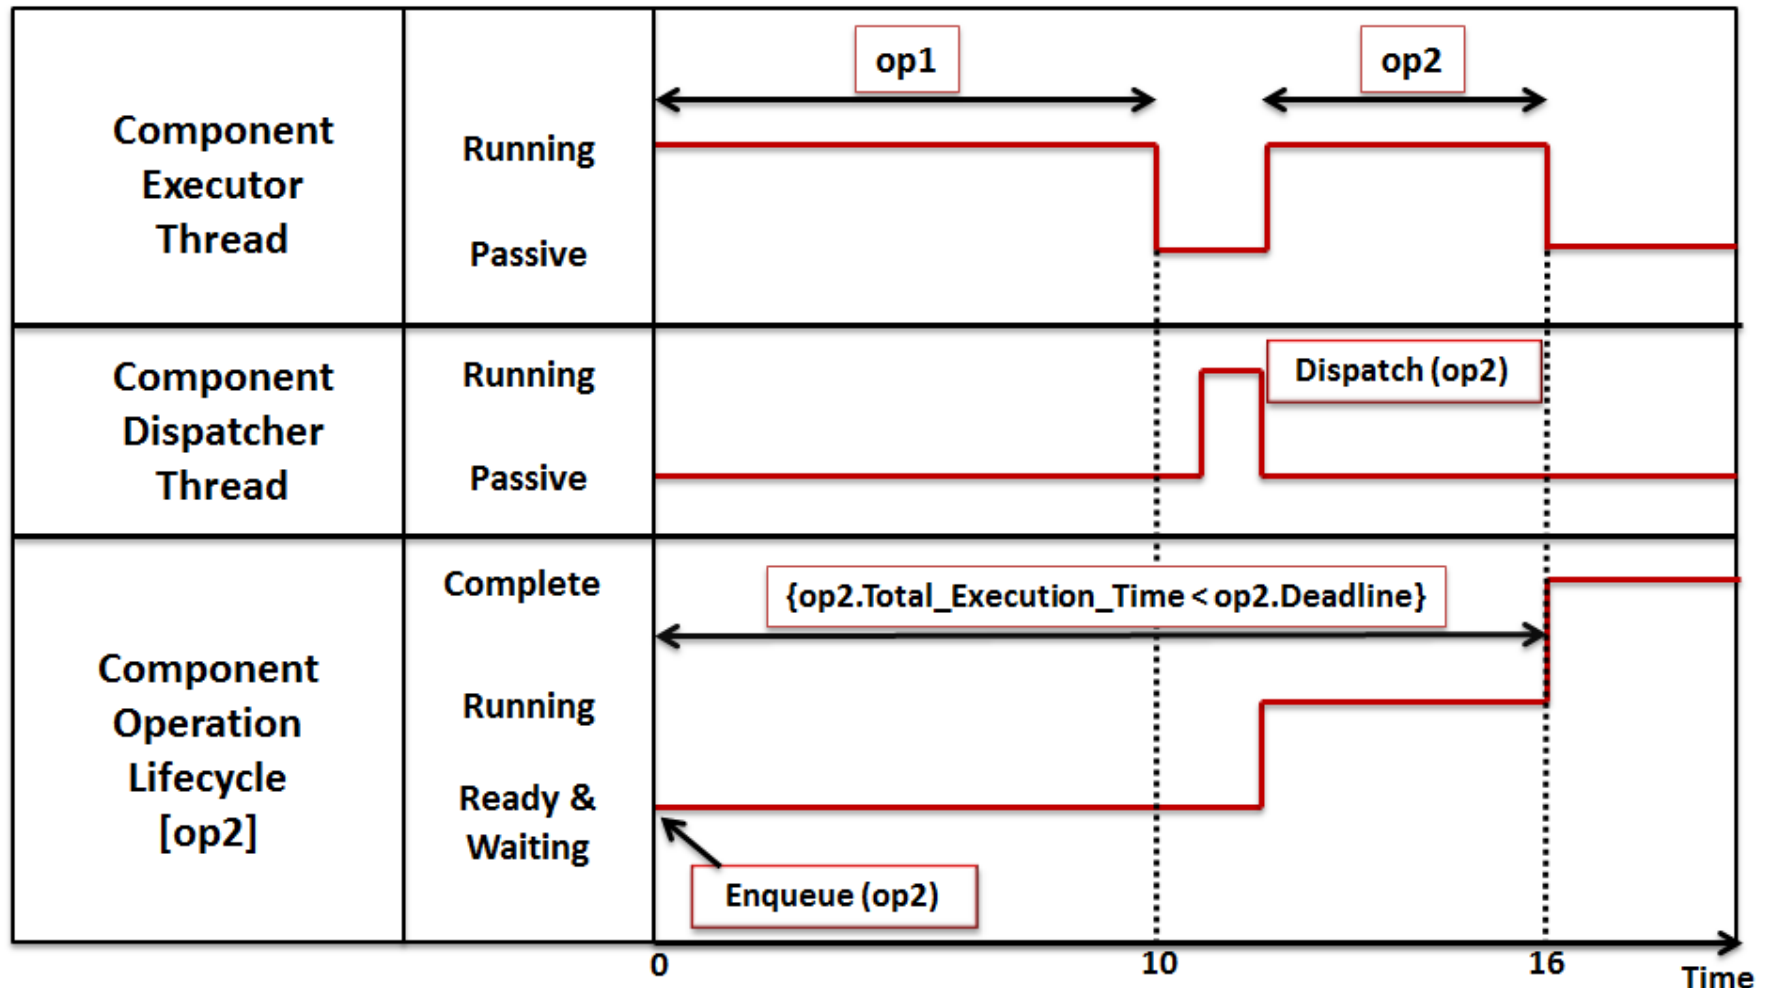 op1
op2
Component
Executor
Thread
Running
Passive
Component
Dispatcher
Thread
Running
Passive
Dispatch (op2)
Component
Operation
Lifecycle
[op2]
Complete
Running
Ready &
Waiting
{op2.Total_Execution_Time < op2.Deadline}
Enqueue (op2)
0
10
16
Time